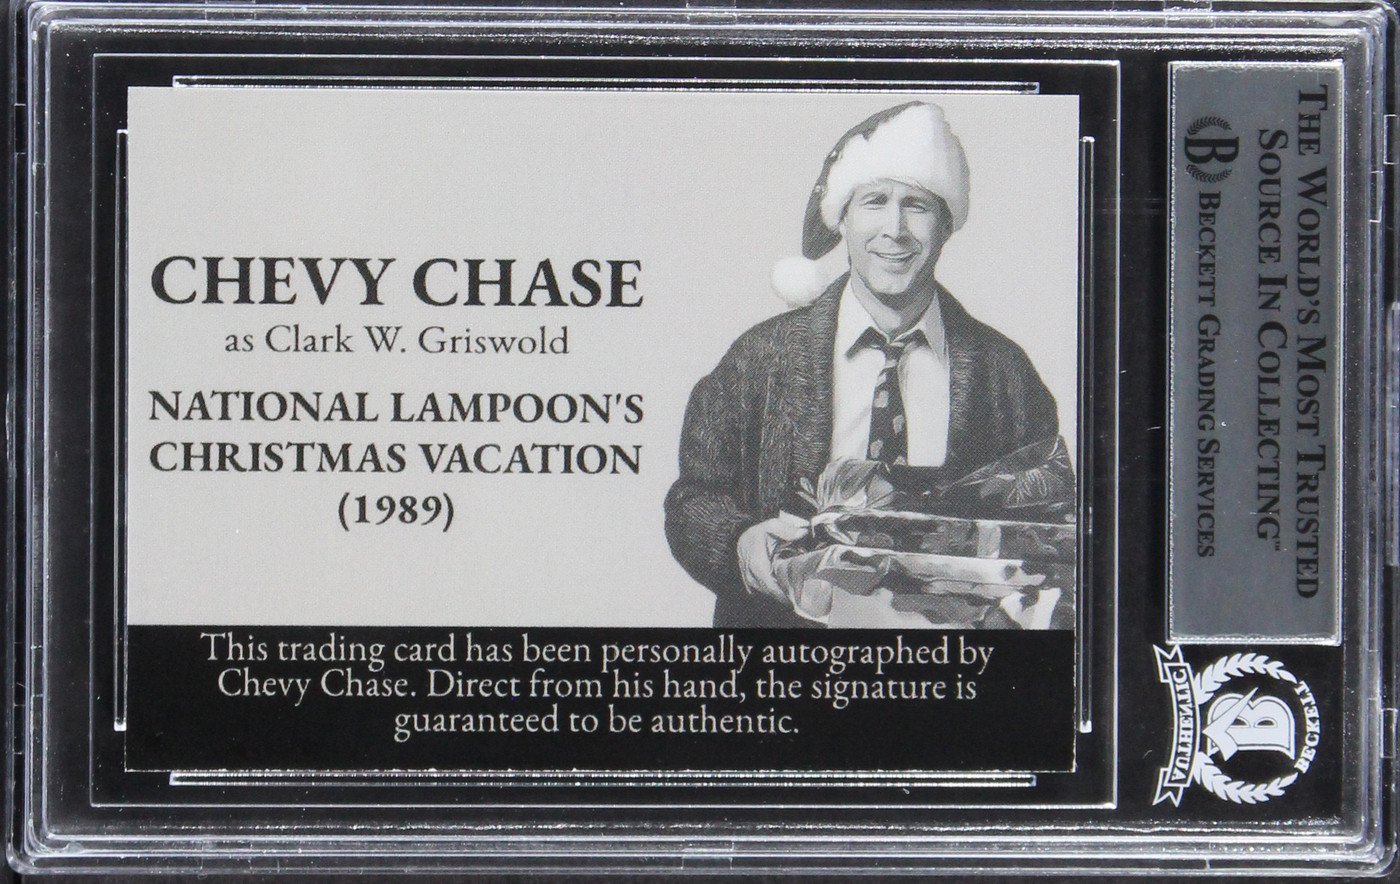 CHEVY CHASE
as Clark W. Griswold
NATIONAL LAMPOON'S
CHRISTMAS VACATION
(1989)
This trading card has been personally autographed by
Chevy Chase. Direct from his hand, the signature is
guaranteed to be authentic.
THE WORLD'S MOST TRUSTED
SOURCE IN COLLECTING™
B BECKETT GRADING SERVICES
AUTHENTIC
B
BECKETT